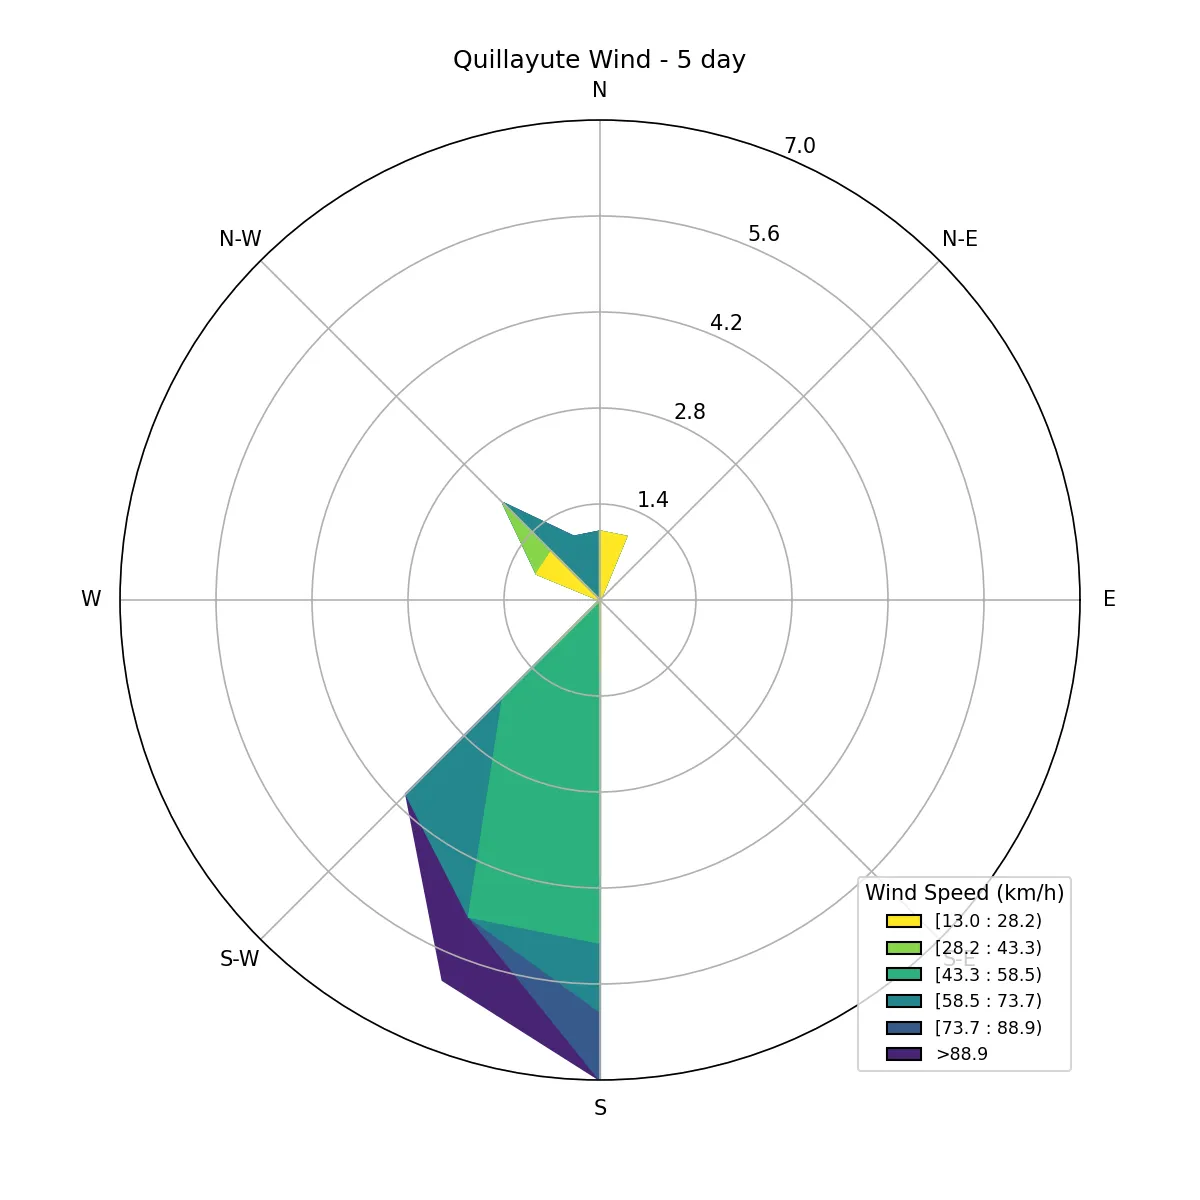 Quillayute Wind - 5 day
N
7.0
5.6
N-W
N-E
4.2
2.8
1.4
W
E
Wind Speed (km/h)
[13.0 : 28.2)
[28.2 : 43.3)
S-W
S-E
[43.3 : 58.5)
[58.5 : 73.7)
[73.7 : 88.9)
>88.9
S